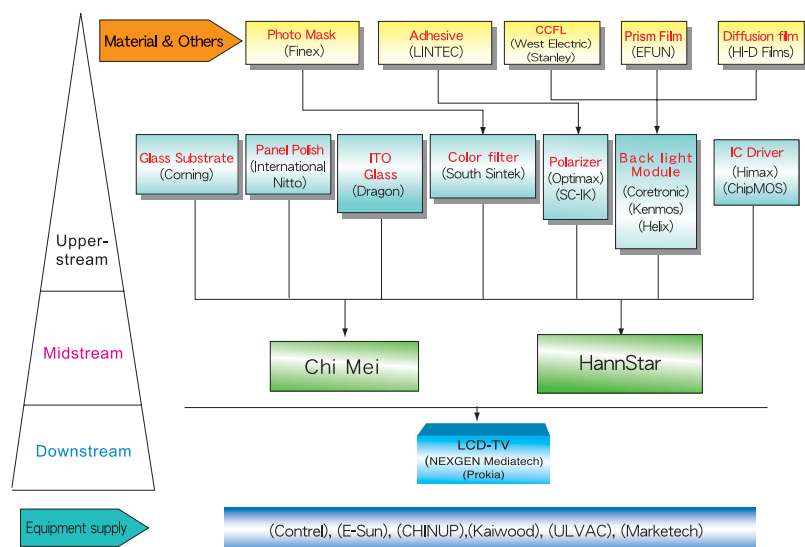 Material & Others
Photo Mask
(Finex)
Adhesive
(LINTEC)
CCFL
(West Electric)
(Stanley)
Prism Film
(EFUN)
Diffusion film
(HI-D Films)
Glass Substrate
(Corning)
Panel Polish
(International
Nitto)
ITO
Glass
(Dragon)
Color filter
(South Sintek)
Polarizer
(Optimax)
(SC-IK)
Back light
Module
(Coretronic)
(Kenmos)
(Helix)
IC Driver
(Himax)
(ChipMOS)
Upper-
stream
Midstream
Chi Mei
HannStar
Downstream
LCD-TV
(NEXGEN Mediatech)
(Prokia)
Equipment supply
(Contrel), (E-Sun), (CHINUP),(Kaiwood), (ULVAC), (Marketech)